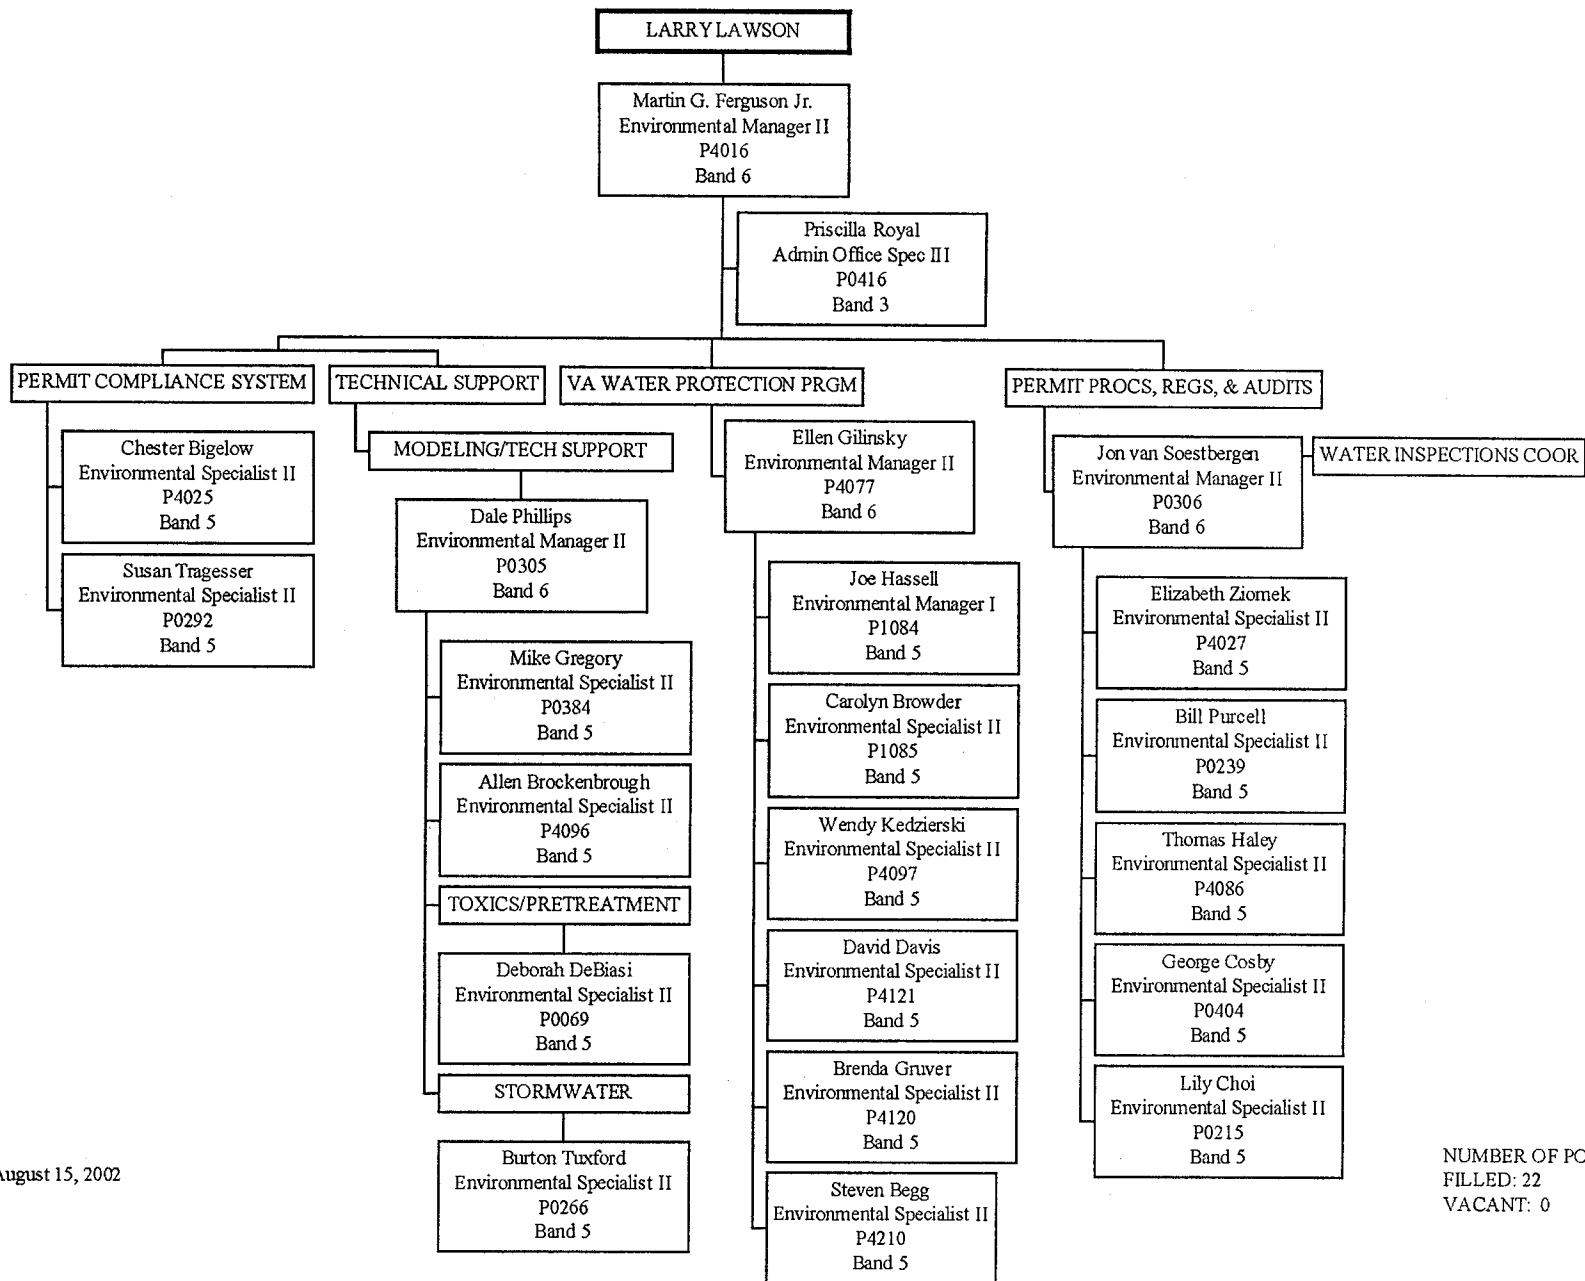 LARRY LAWSON
Martin G. Ferguson Jr.
Environmental Manager II
P4016
Band 6
Priscilla Royal
Admin Office Spec III
P0416
Band 3
PERMIT COMPLIANCE SYSTEM
Chester Bigelow
Environmental Specialist II
P4025
Band 5
Susan Tragesser
Environmental Specialist II
P0292
Band 5
TECHNICAL SUPPORT
MODELING/TECH SUPPORT
Dale Phillips
Environmental Manager II
P0305
Band 6
Mike Gregory
Environmental Specialist II
P0384
Band 5
Allen Brockenbrough
Environmental Specialist II
P4096
Band 5
TOXICS/PRETREATMENT
Deborah DeBiasi
Environmental Specialist II
P0069
Band 5
STORMWATER
Burton Tuxford
Environmental Specialist II
P0266
Band 5
VA WATER PROTECTION PRGM
Ellen Gilinsky
Environmental Manager II
P4077
Band 6
Joe Hassell
Environmental Manager I
P1084
Band 5
Carolyn Browder
Environmental Specialist II
P1085
Band 5
Wendy Kedzierski
Environmental Specialist II
P4097
Band 5
David Davis
Environmental Specialist II
P4121
Band 5
Brenda Gruver
Environmental Specialist II
P4120
Band 5
Steven Begg
Environmental Specialist II
P4210
Band 5
PERMIT PROCS, REGS, & AUDITS
Jon van Soestbergen
Environmental Manager II
P0306
Band 6
WATER INSPECTIONS COOR
Elizabeth Ziomek
Environmental Specialist II
P4027
Band 5
Bill Purcell
Environmental Specialist II
P0239
Band 5
Thomas Haley
Environmental Specialist II
P4086
Band 5
George Cosby
Environmental Specialist II
P0404
Band 5
Lily Choi
Environmental Specialist II
P0215
Band 5
August 15, 2002
NUMBER OF PO
FILLED: 22
VACANT: 0